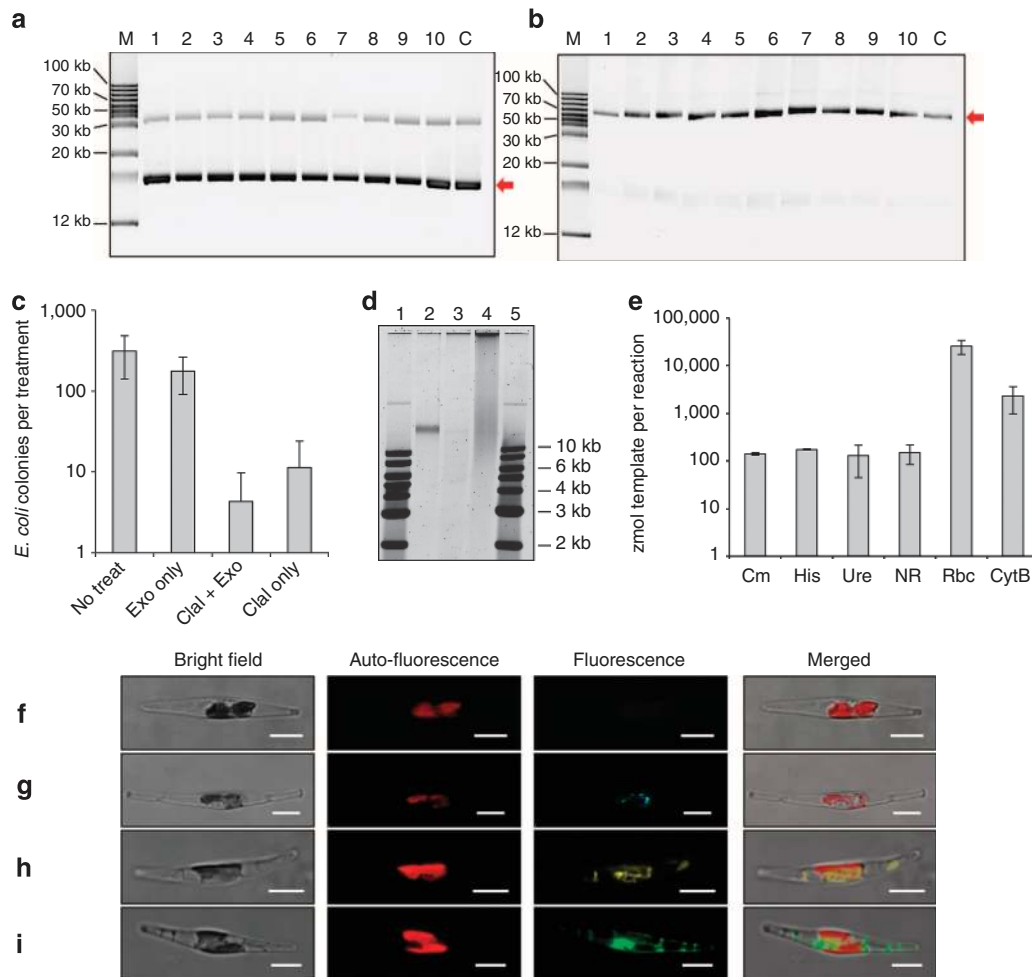 a
M 1 2 3 4 5 6 7 8 9 10 C
100 kb
70 kb
50 kb
30 kb
20 kb
12 kb
b
M 1 2 3 4 5 6 7 8 9 10 C
100 kb
70 kb
50 kb
30 kb
20 kb
12 kb
c
E. coli colonies per treatment
1,000
100
10
1
No treat
Exo only
ClaI + Exo
ClaI only
d
1 2 3 4 5
10 kb
6 kb
4 kb
3 kb
2 kb
e
zmol template per reaction
100,000
10,000
1,000
100
10
1
Cm His Ure NR Rbc CytB
Bright field Auto-fluorescence Fluorescence Merged
f
g
h
i